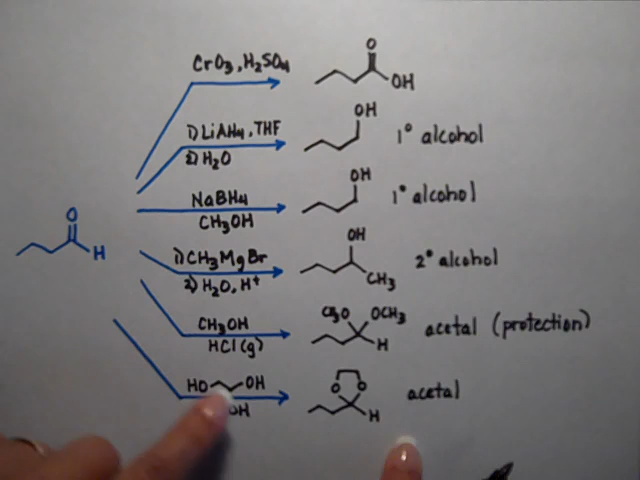 CrO3, H2SO4
O
OH
1) LiAlH4, THF
2) H2O
OH
1° alcohol
NaBH4
CH3OH
OH
1° alcohol
O
H
1) CH3MgBr
2) H2O, H+
OH
CH3
2° alcohol
CH3OH
HCl (g)
OCH3
H
acetal (protection)
HO OH
OH
O O
H
acetal